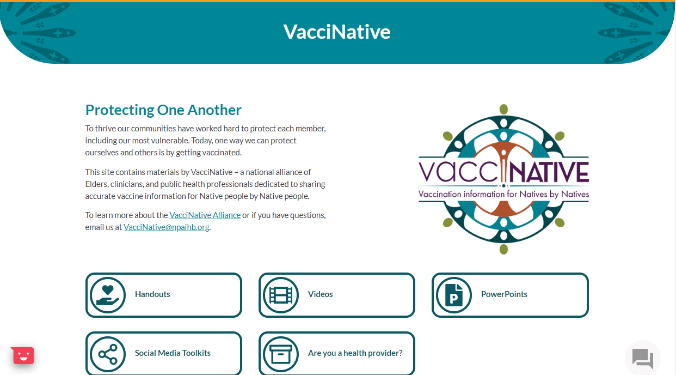 VacciNative
Protecting One Another
To thrive our communities have worked hard to protect each member,
including our most vulnerable. Today, one way we can protect
ourselves and others is by getting vaccinated.
This site contains materials by VacciNative – a national alliance of
Elders, clinicians, and public health professionals dedicated to sharing
accurate vaccine information for Native people by Native people.
To learn more about the VacciNative Alliance or if you have questions,
email us at VacciNative@npaihb.org.
vacciNATIVE
Vaccination information for Natives by Natives
Handouts
Videos
P
PowerPoints
Social Media Toolkits
Are you a health provider?